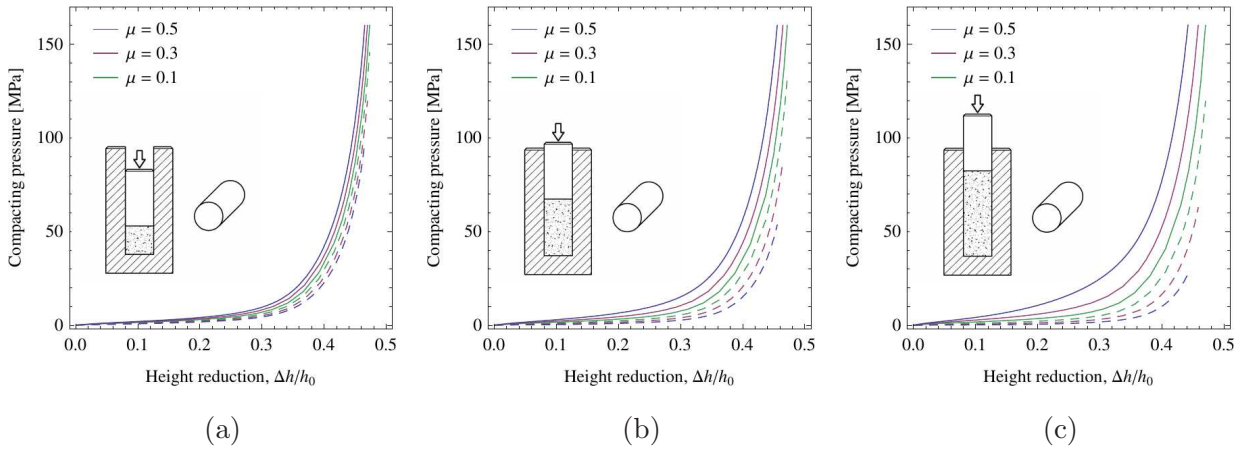 150
100
50
0
Compacting pressure [MPa]
μ = 0.5
μ = 0.3
μ = 0.1
0.0 0.1 0.2 0.3 0.4 0.5
Height reduction, Δh/h₀
(a)
150
100
50
0
Compacting pressure [MPa]
μ = 0.5
μ = 0.3
μ = 0.1
0.0 0.1 0.2 0.3 0.4 0.5
Height reduction, Δh/h₀
(b)
150
100
50
0
Compacting pressure [MPa]
μ = 0.5
μ = 0.3
μ = 0.1
0.0 0.1 0.2 0.3 0.4 0.5
Height reduction, Δh/h₀
(c)